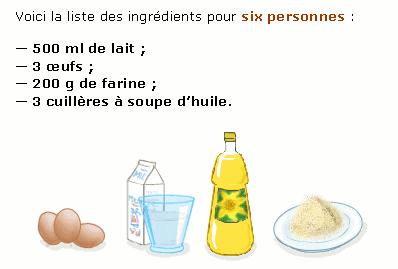 Voici la liste des ingrédients pour six personnes :
— 500 ml de lait ;
— 3 œufs ;
— 200 g de farine ;
— 3 cuillères à soupe d’huile.